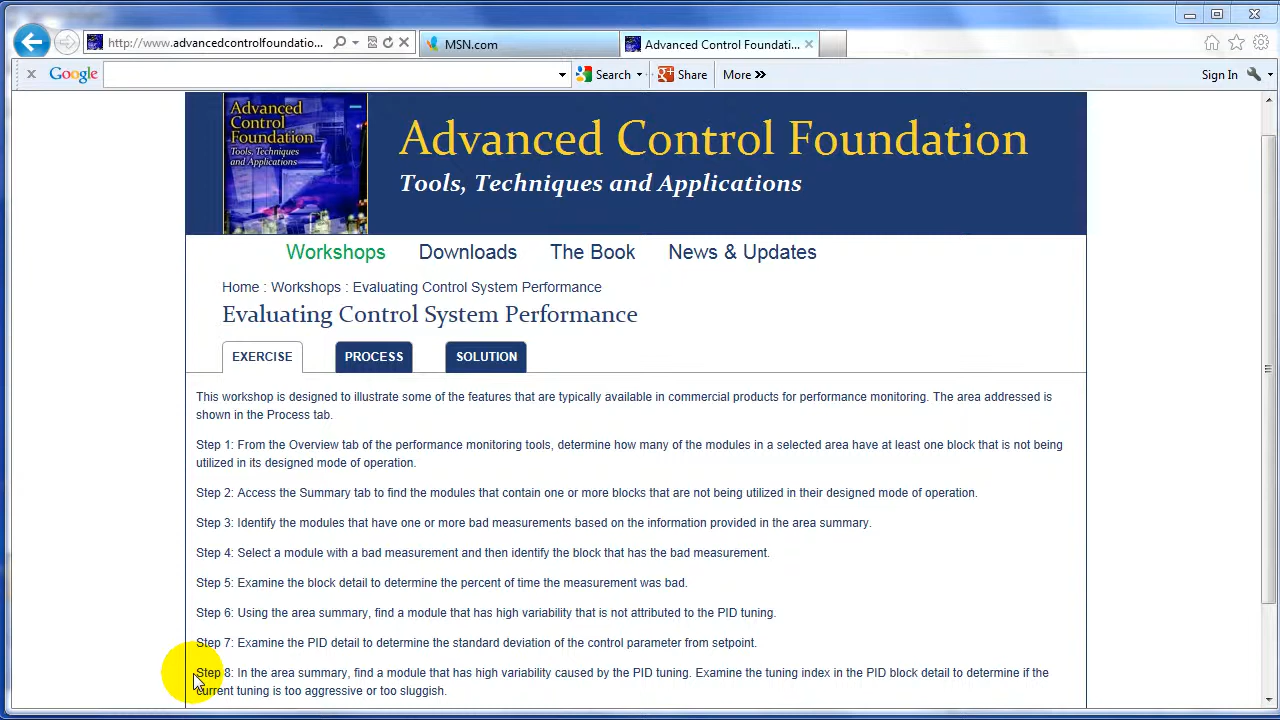 http://www.advancedcontrolfoundatio...
MSN.com
Advanced Control Foundati...
Google
Search
Share
More »
Sign In
Advanced
Control
Foundation
Tools, Techniques
and Applications
Advanced Control Foundation
Tools, Techniques and Applications
Workshops Downloads The Book News & Updates
Home : Workshops : Evaluating Control System Performance
Evaluating Control System Performance
EXERCISE PROCESS SOLUTION
This workshop is designed to illustrate some of the features that are typically available in commercial products for performance monitoring. The area addressed is
shown in the Process tab.
Step 1: From the Overview tab of the performance monitoring tools, determine how many of the modules in a selected area have at least one block that is not being
utilized in its designed mode of operation.
Step 2: Access the Summary tab to find the modules that contain one or more blocks that are not being utilized in their designed mode of operation.
Step 3: Identify the modules that have one or more bad measurements based on the information provided in the area summary.
Step 4: Select a module with a bad measurement and then identify the block that has the bad measurement.
Step 5: Examine the block detail to determine the percent of time the measurement was bad.
Step 6: Using the area summary, find a module that has high variability that is not attributed to the PID tuning.
Step 7: Examine the PID detail to determine the standard deviation of the control parameter from setpoint.
Step 8: In the area summary, find a module that has high variability caused by the PID tuning. Examine the tuning index in the PID block detail to determine if the
current tuning is too aggressive or too sluggish.